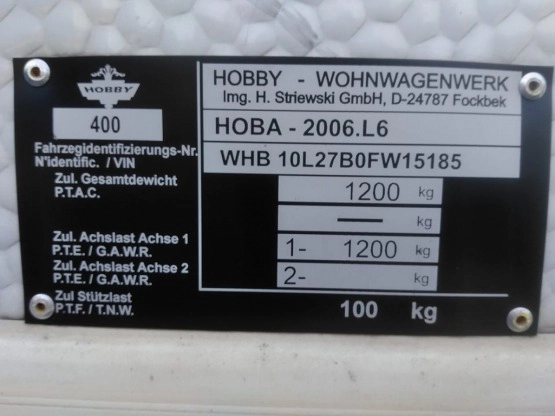 HOBBY
400
HOBBY - WOHNWAGENWERK
Img. H. Striewski GmbH, D-24787 Fockbek
HOBA - 2006.L6
Fahrzegidentifizierungs-Nr.
N'identific. / VIN
WHB 10L27B0FW15185
Zul. Gesamtdewicht
P.T.A.C.
1200 kg
— kg
Zul. Achslast Achse 1
P.T.E. / G.A.W.R.
1- 1200 kg
Zul. Achslast Achse 2
P.T.E. / G.A.W.R.
2- kg
Zul Stützlast
P.T.F. / T.N.W.
100 kg